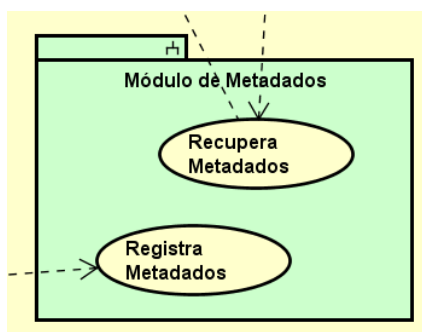 Módulo de Metadados
Recupera
Metadados
Registra
Metadados